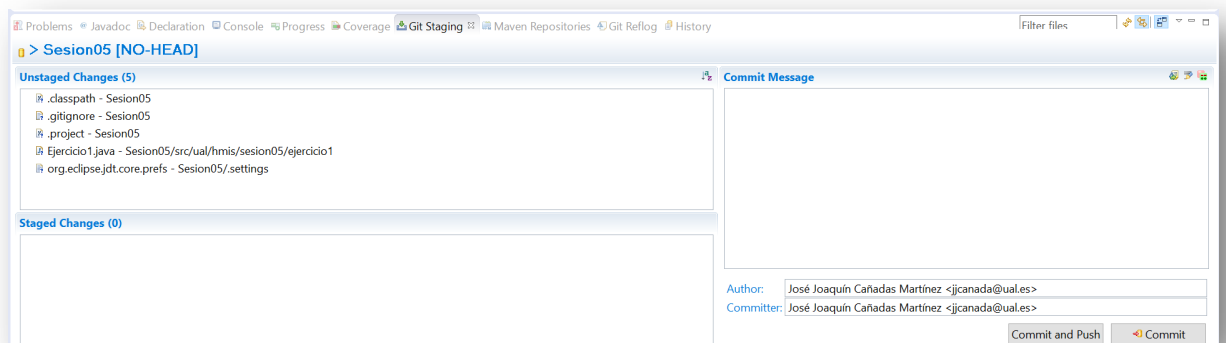 Problems Javadoc Declaration Console Progress Coverage Git Staging Maven Repositories Git Reflog History Filter files
> Sesion05 [NO-HEAD]
Unstaged Changes (5)
.classpath - Sesion05
.gitignore - Sesion05
.project - Sesion05
Ejercicio1.java - Sesion05/src/ual/hmis/sesion05/ejercicio1
org.eclipse.jdt.core.prefs - Sesion05/.settings
Staged Changes (0)
Commit Message
Author: José Joaquín Cañadas Martínez <jjcanada@ual.es>
Committer: José Joaquín Cañadas Martínez <jjcanada@ual.es>
Commit and Push Commit